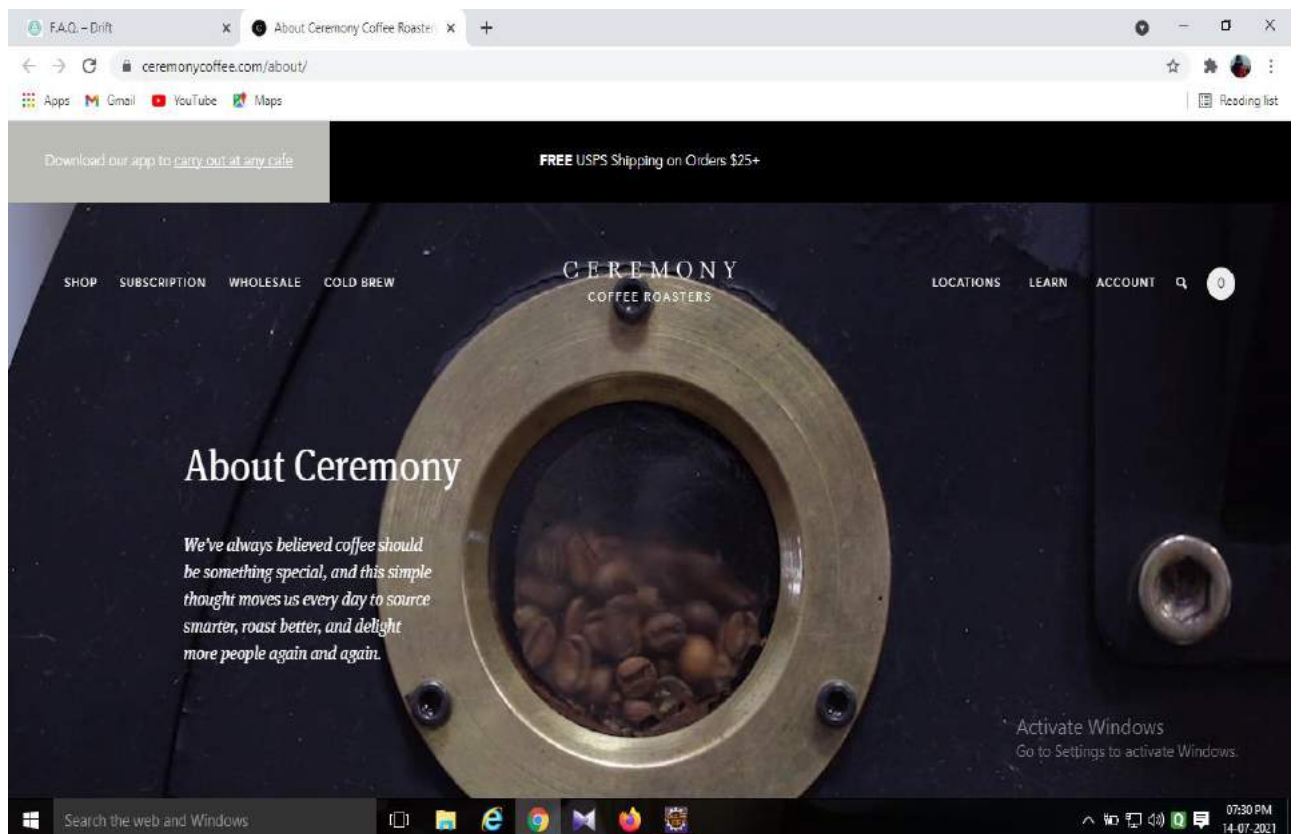 F.A.Q. – Drift
About Ceremony Coffee Roaster
ceremonycoffee.com/about/
Apps Gmail YouTube Maps
Reading list
Download our app to carry out at any cafe
FREE USPS Shipping on Orders $25+
CEREMONY
COFFEE ROASTERS
SHOP SUBSCRIPTION WHOLESALE COLD BREW
LOCATIONS LEARN ACCOUNT 0
About Ceremony
We've always believed coffee should
be something special, and this simple
thought moves us every day to source
smarter, roast better, and delight
more people again and again.
Activate Windows
Go to Settings to activate Windows.
Search the web and Windows
07:30 PM
14-07-2021